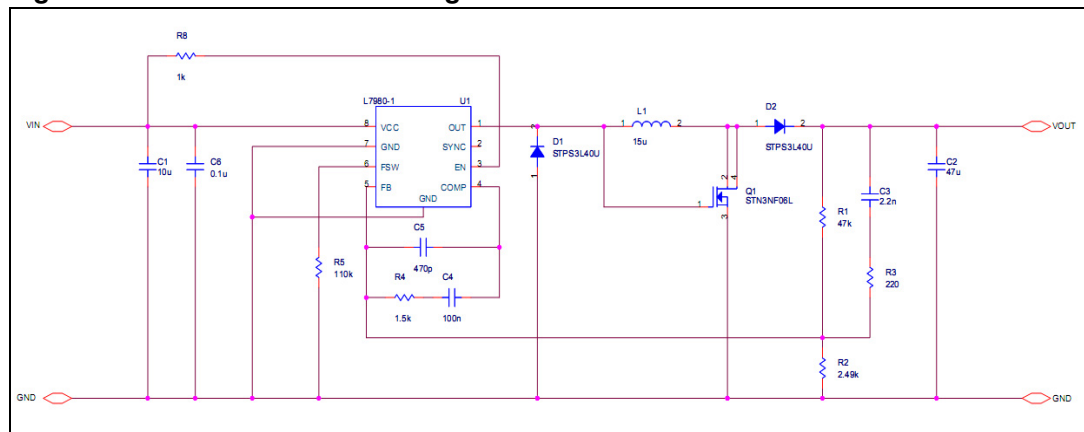 R8
1k
L7980-1 U1
VIN
8 VCC OUT 1
7 GND SYNC 2
6 FSW EN 3
5 FB COMP 4
GND
C1
10u
C6
0.1u
R5
110k
C5
470p
R4
1.5k
C4
100n
D1
STPS3L40U
2
1
L1
1 2
15u
D2
1 2
STPS3L40U
VOUT
Q1
STN3NF06L
1
2 4
3
R1
47k
C3
2.2n
R3
220
C2
47u
R2
2.49k
GND
GND